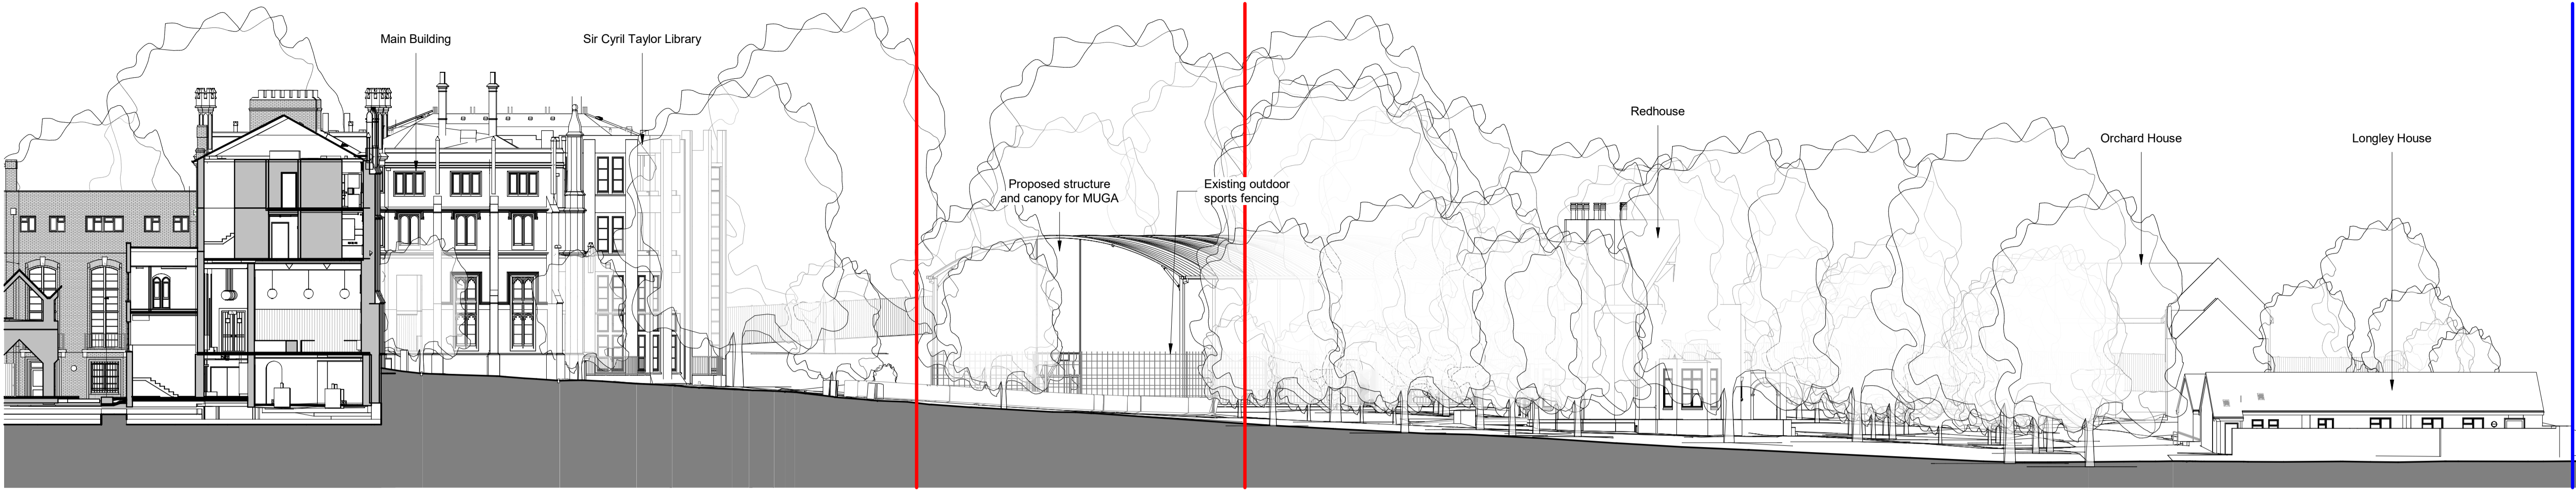 Main Building
Sir Cyril Taylor Library
Proposed structure
and canopy for MUGA
Existing outdoor
sports fencing
Redhouse
Orchard House
Longley House